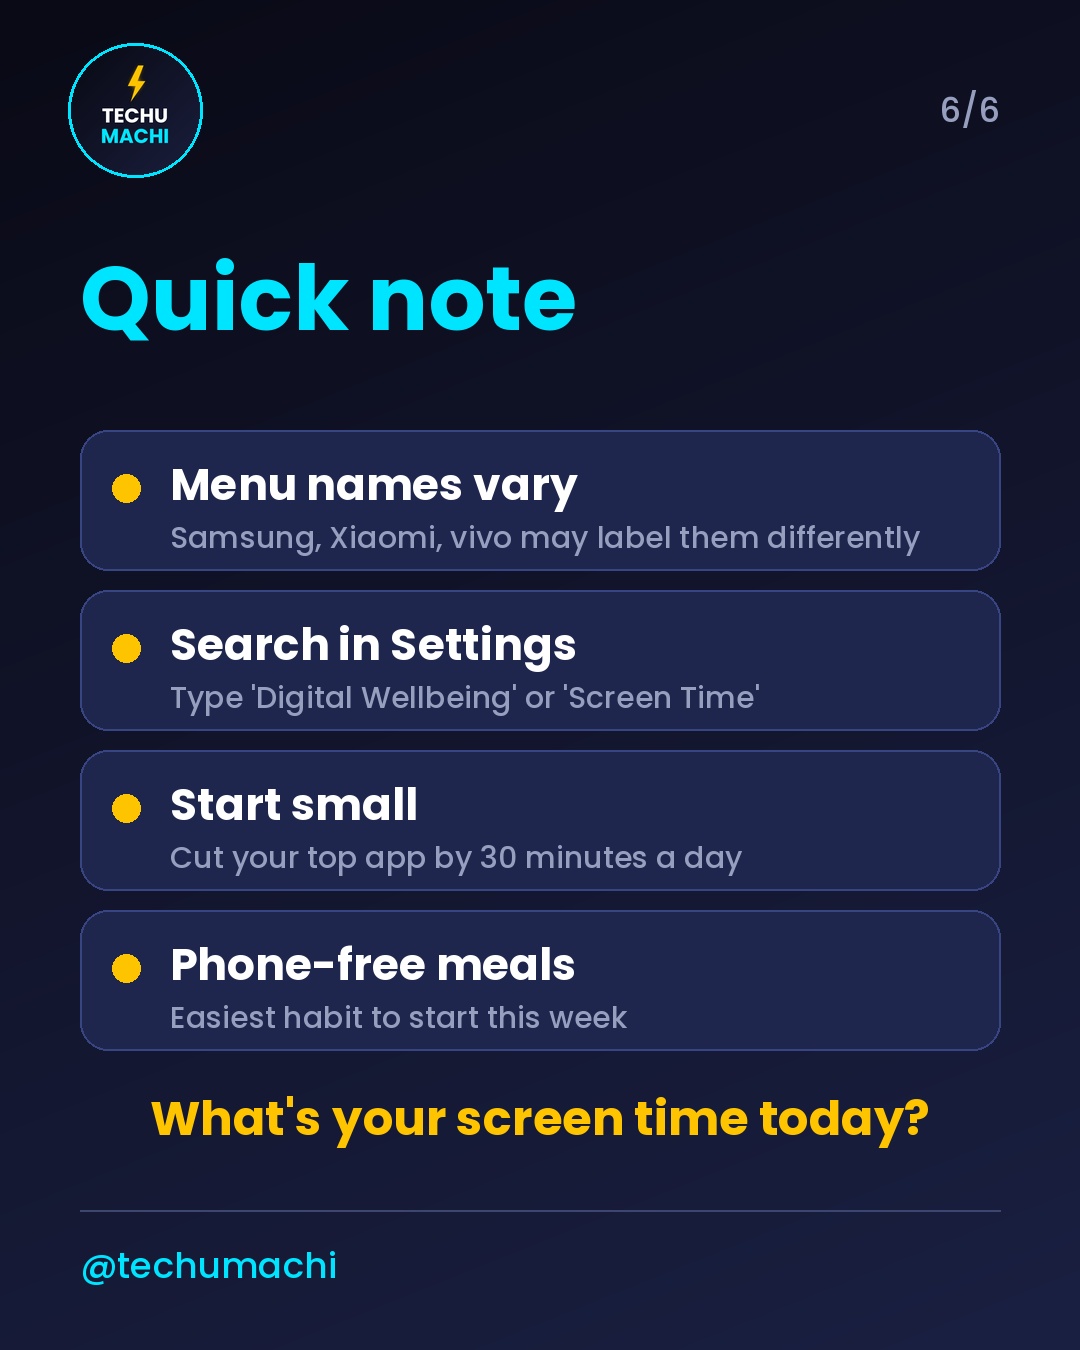 TECHU
MACHI
6/6
Quick note
Menu names vary
Samsung, Xiaomi, vivo may label them differently
Search in Settings
Type 'Digital Wellbeing' or 'Screen Time'
Start small
Cut your top app by 30 minutes a day
Phone-free meals
Easiest habit to start this week
What's your screen time today?
@techumachi